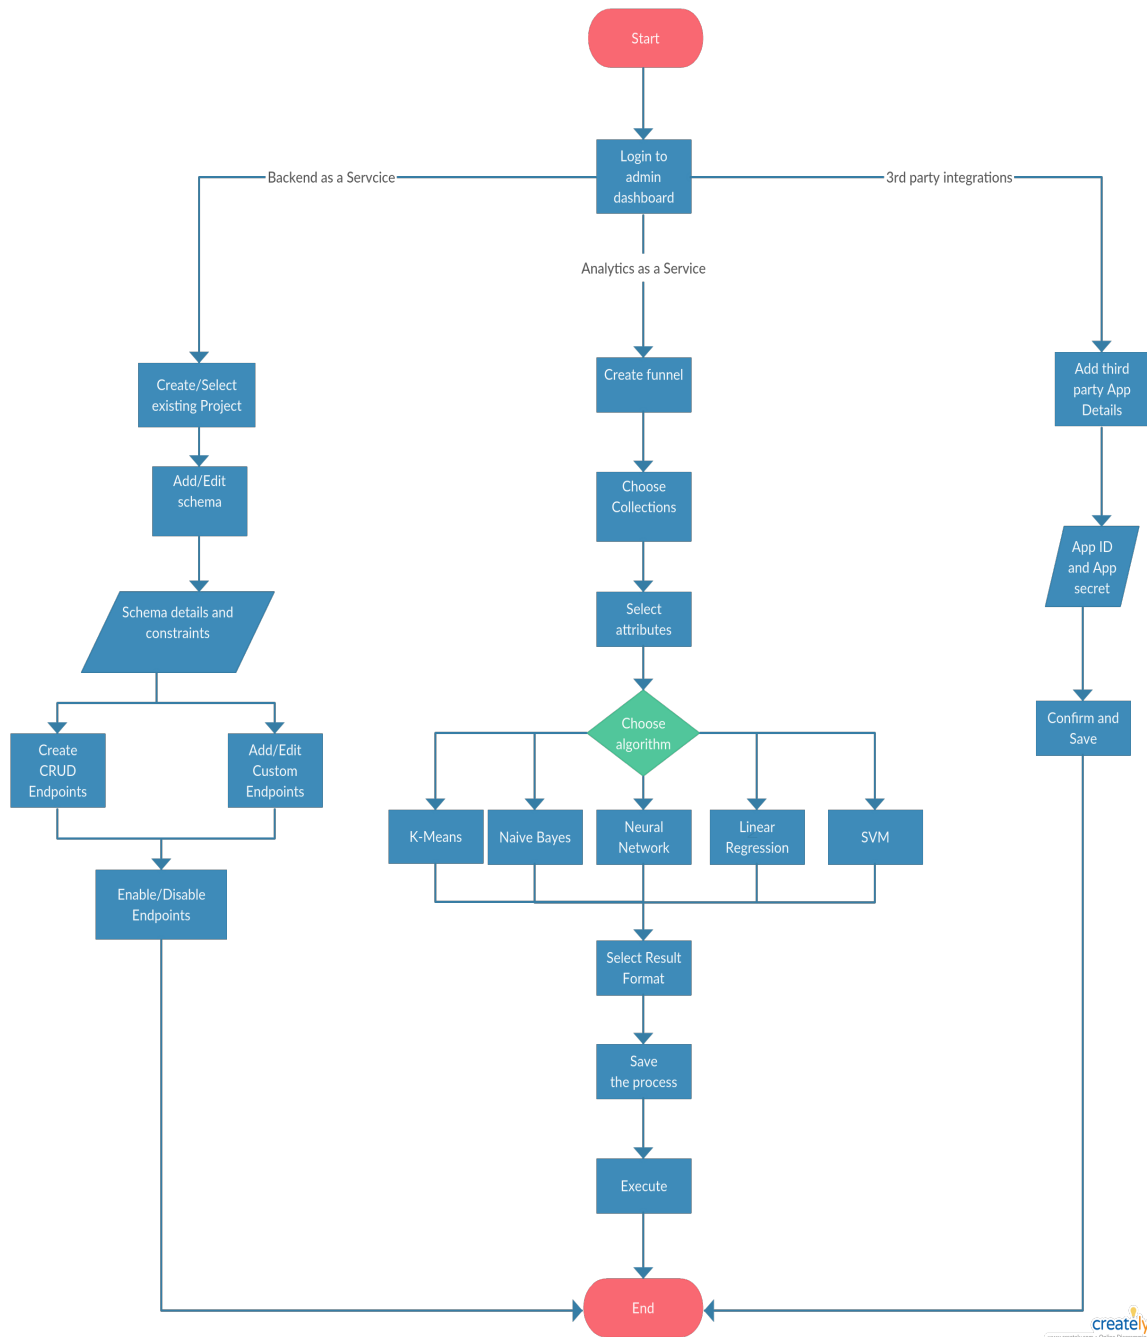 Start
Login to
admin
dashboard
Backend as a Servcice
3rd party integrations
Analytics as a Service
Create/Select
existing Project
Add/Edit
schema
Schema details and
constraints
Create
CRUD
Endpoints
Add/Edit
Custom
Endpoints
Enable/Disable
Endpoints
Create funnel
Choose
Collections
Select
attributes
Choose
algorithm
K-Means
Naive Bayes
Neural
Network
Linear
Regression
SVM
Select Result
Format
Save
the process
Execute
Add third
party App
Details
App ID
and App
secret
Confirm and
Save
End
creately